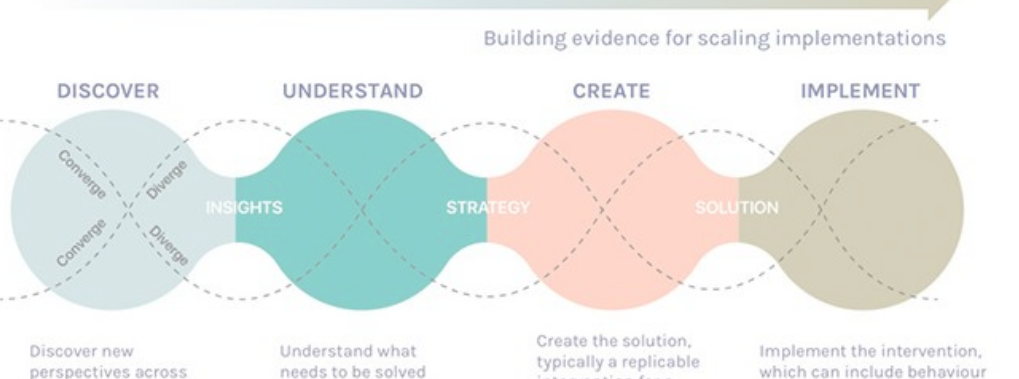 Building evidence for scaling implementations
DISCOVER
UNDERSTAND
CREATE
IMPLEMENT
Converge
Diverge
Converge
Diverge
INSIGHTS
STRATEGY
SOLUTION
Discover new
perspectives across
Understand what
needs to be solved
Create the solution,
typically a replicable
Implement the intervention,
which can include behaviour